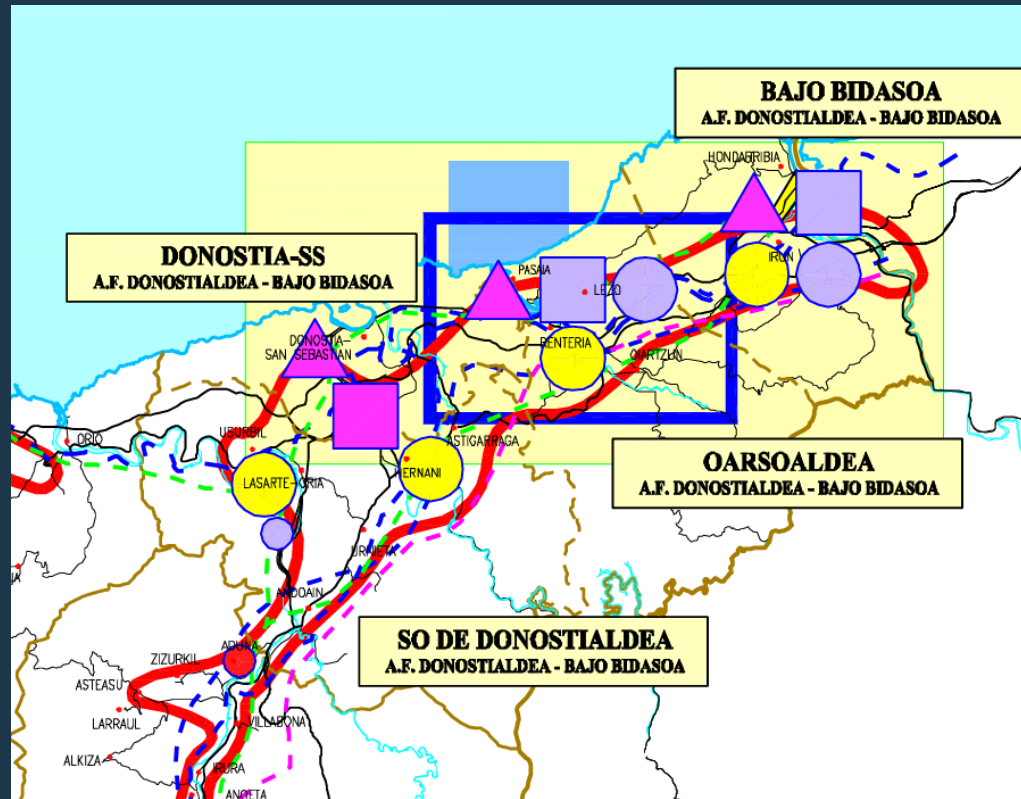 BAJO BIDASOA
A.F. DONOSTIALDEA - BAJO BIDASOA
HONDARRIBIA
DONOSTIA-SS
A.F. DONOSTIALDEA - BAJO BIDASOA
IRUN
PASAIA
LEZO
DONOSTIA-
SAN SEBASTIAN
RENTERIA
OIARTZUN
USURBIL
ORIO
ASTIGARRAGA
HERNANI
OARSOALDEA
A.F. DONOSTIALDEA - BAJO BIDASOA
LASARTE-ORIA
URNIETA
ANDOAIN
SO DE DONOSTIALDEA
A.F. DONOSTIALDEA - BAJO BIDASOA
ADUNA
ZIZURKIL
ASTEASU
LARRAUL
VILLABONA
ALKIZA
IRURA
ANOETA